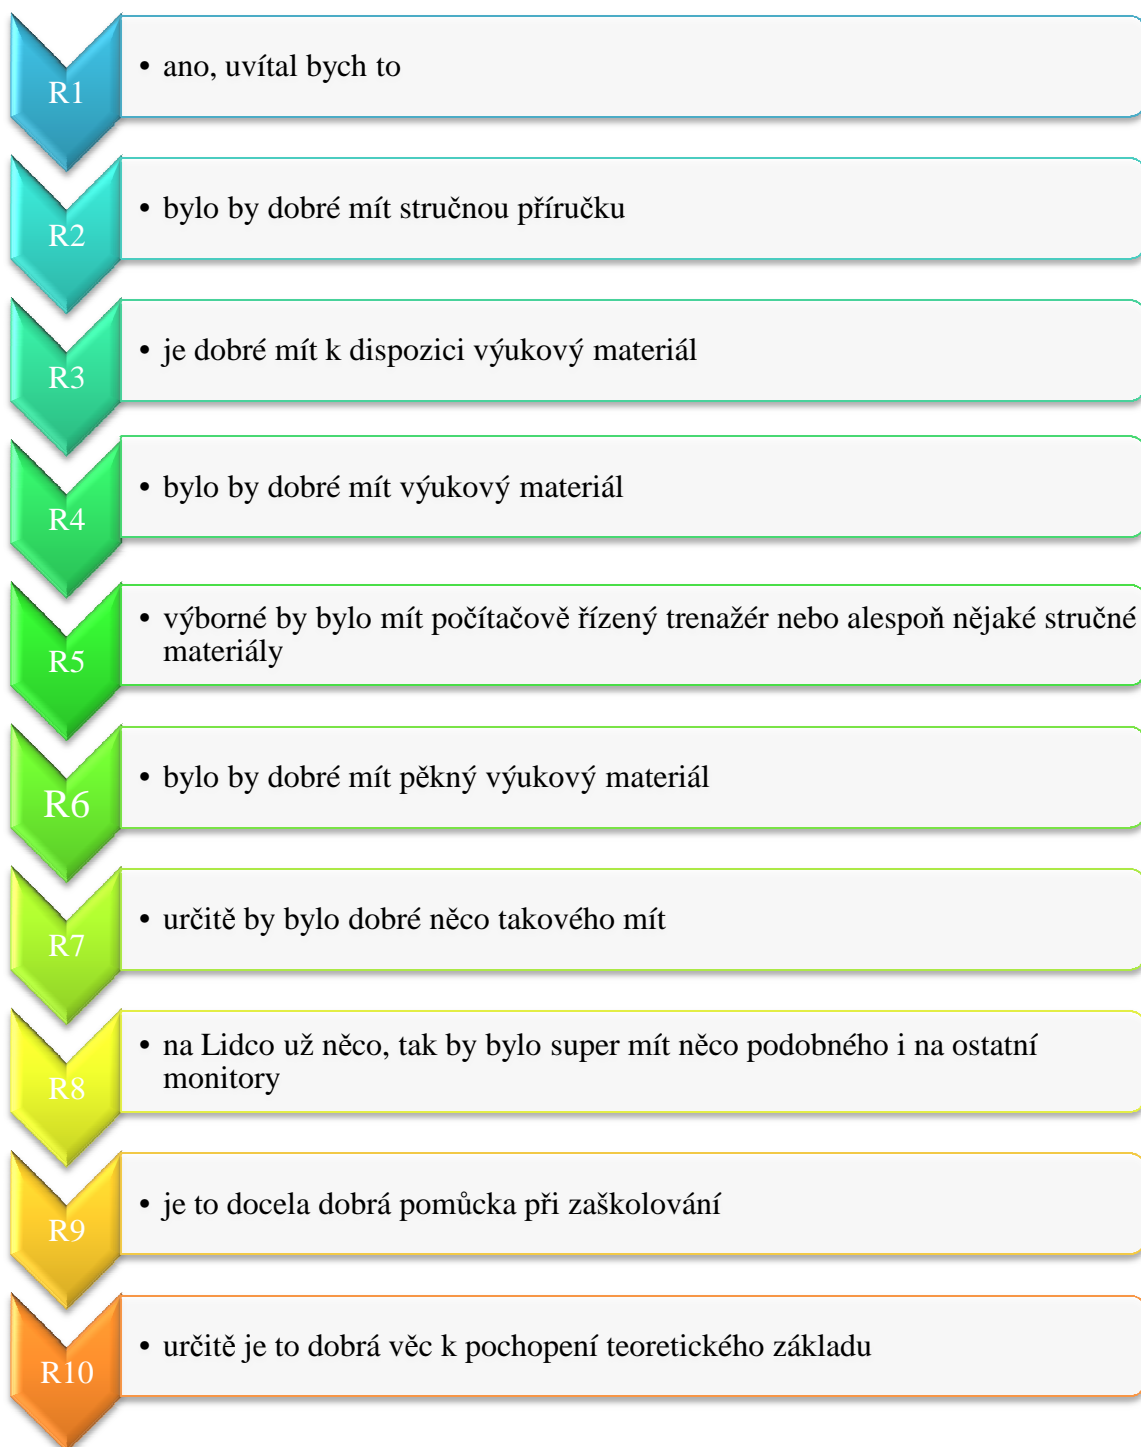 R1
• ano, uvítal bych to
R2
• bylo by dobré mít stručnou příručku
R3
• je dobré mít k dispozici výukový materiál
R4
• bylo by dobré mít výukový materiál
R5
• výborné by bylo mít počítačově řízený trenažér nebo alespoň nějaké stručné
materiály
R6
• bylo by dobré mít pěkný výukový materiál
R7
• určitě by bylo dobré něco takového mít
R8
• na Lidco už něco, tak by bylo super mít něco podobného i na ostatní
monitory
R9
• je to docela dobrá pomůcka při zaškolování
R10
• určitě je to dobrá věc k pochopení teoretického základu